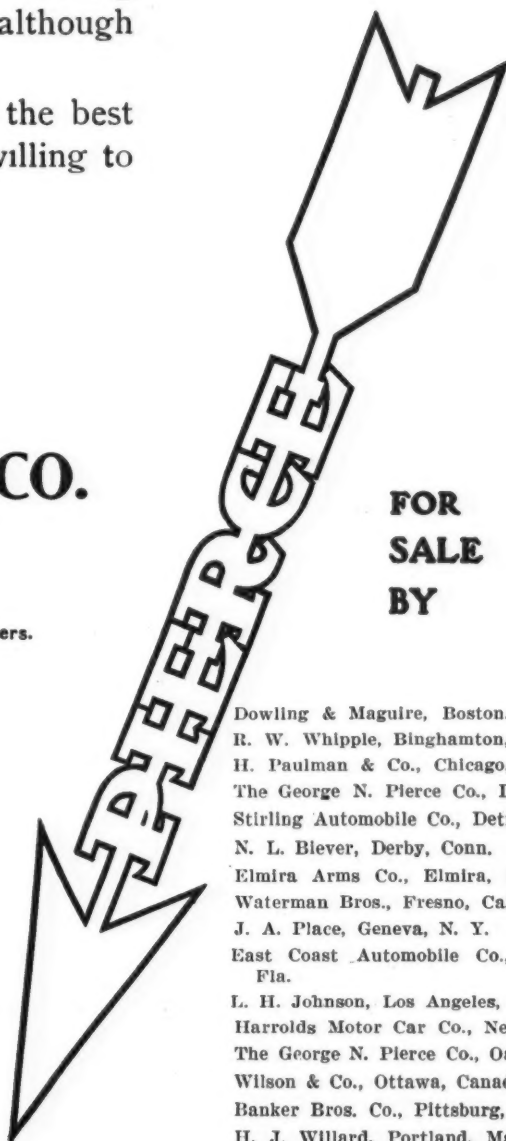 although
the best
willing to
CO.
ers.
PIERCE
FOR
SALE
BY
Dowling & Maguire, Boston,
R. W. Whipple, Binghamton,
H. Paulman & Co., Chicago,
The George N. Pierce Co.,
Stirling Automobile Co., Det
N. L. Biever, Derby, Conn.
Elmira Arms Co., Elmira,
Waterman Bros., Fresno, Ca
J. A. Place, Geneva, N. Y.
East Coast Automobile Co.,
Fla.
L. H. Johnson, Los Angeles,
Harrolds Motor Car Co., Ne
The George N. Pierce Co., O
Wilson & Co., Ottawa, Canad
Banker Bros. Co., Pittsburg,
H. J. Willard, Portland, Ma